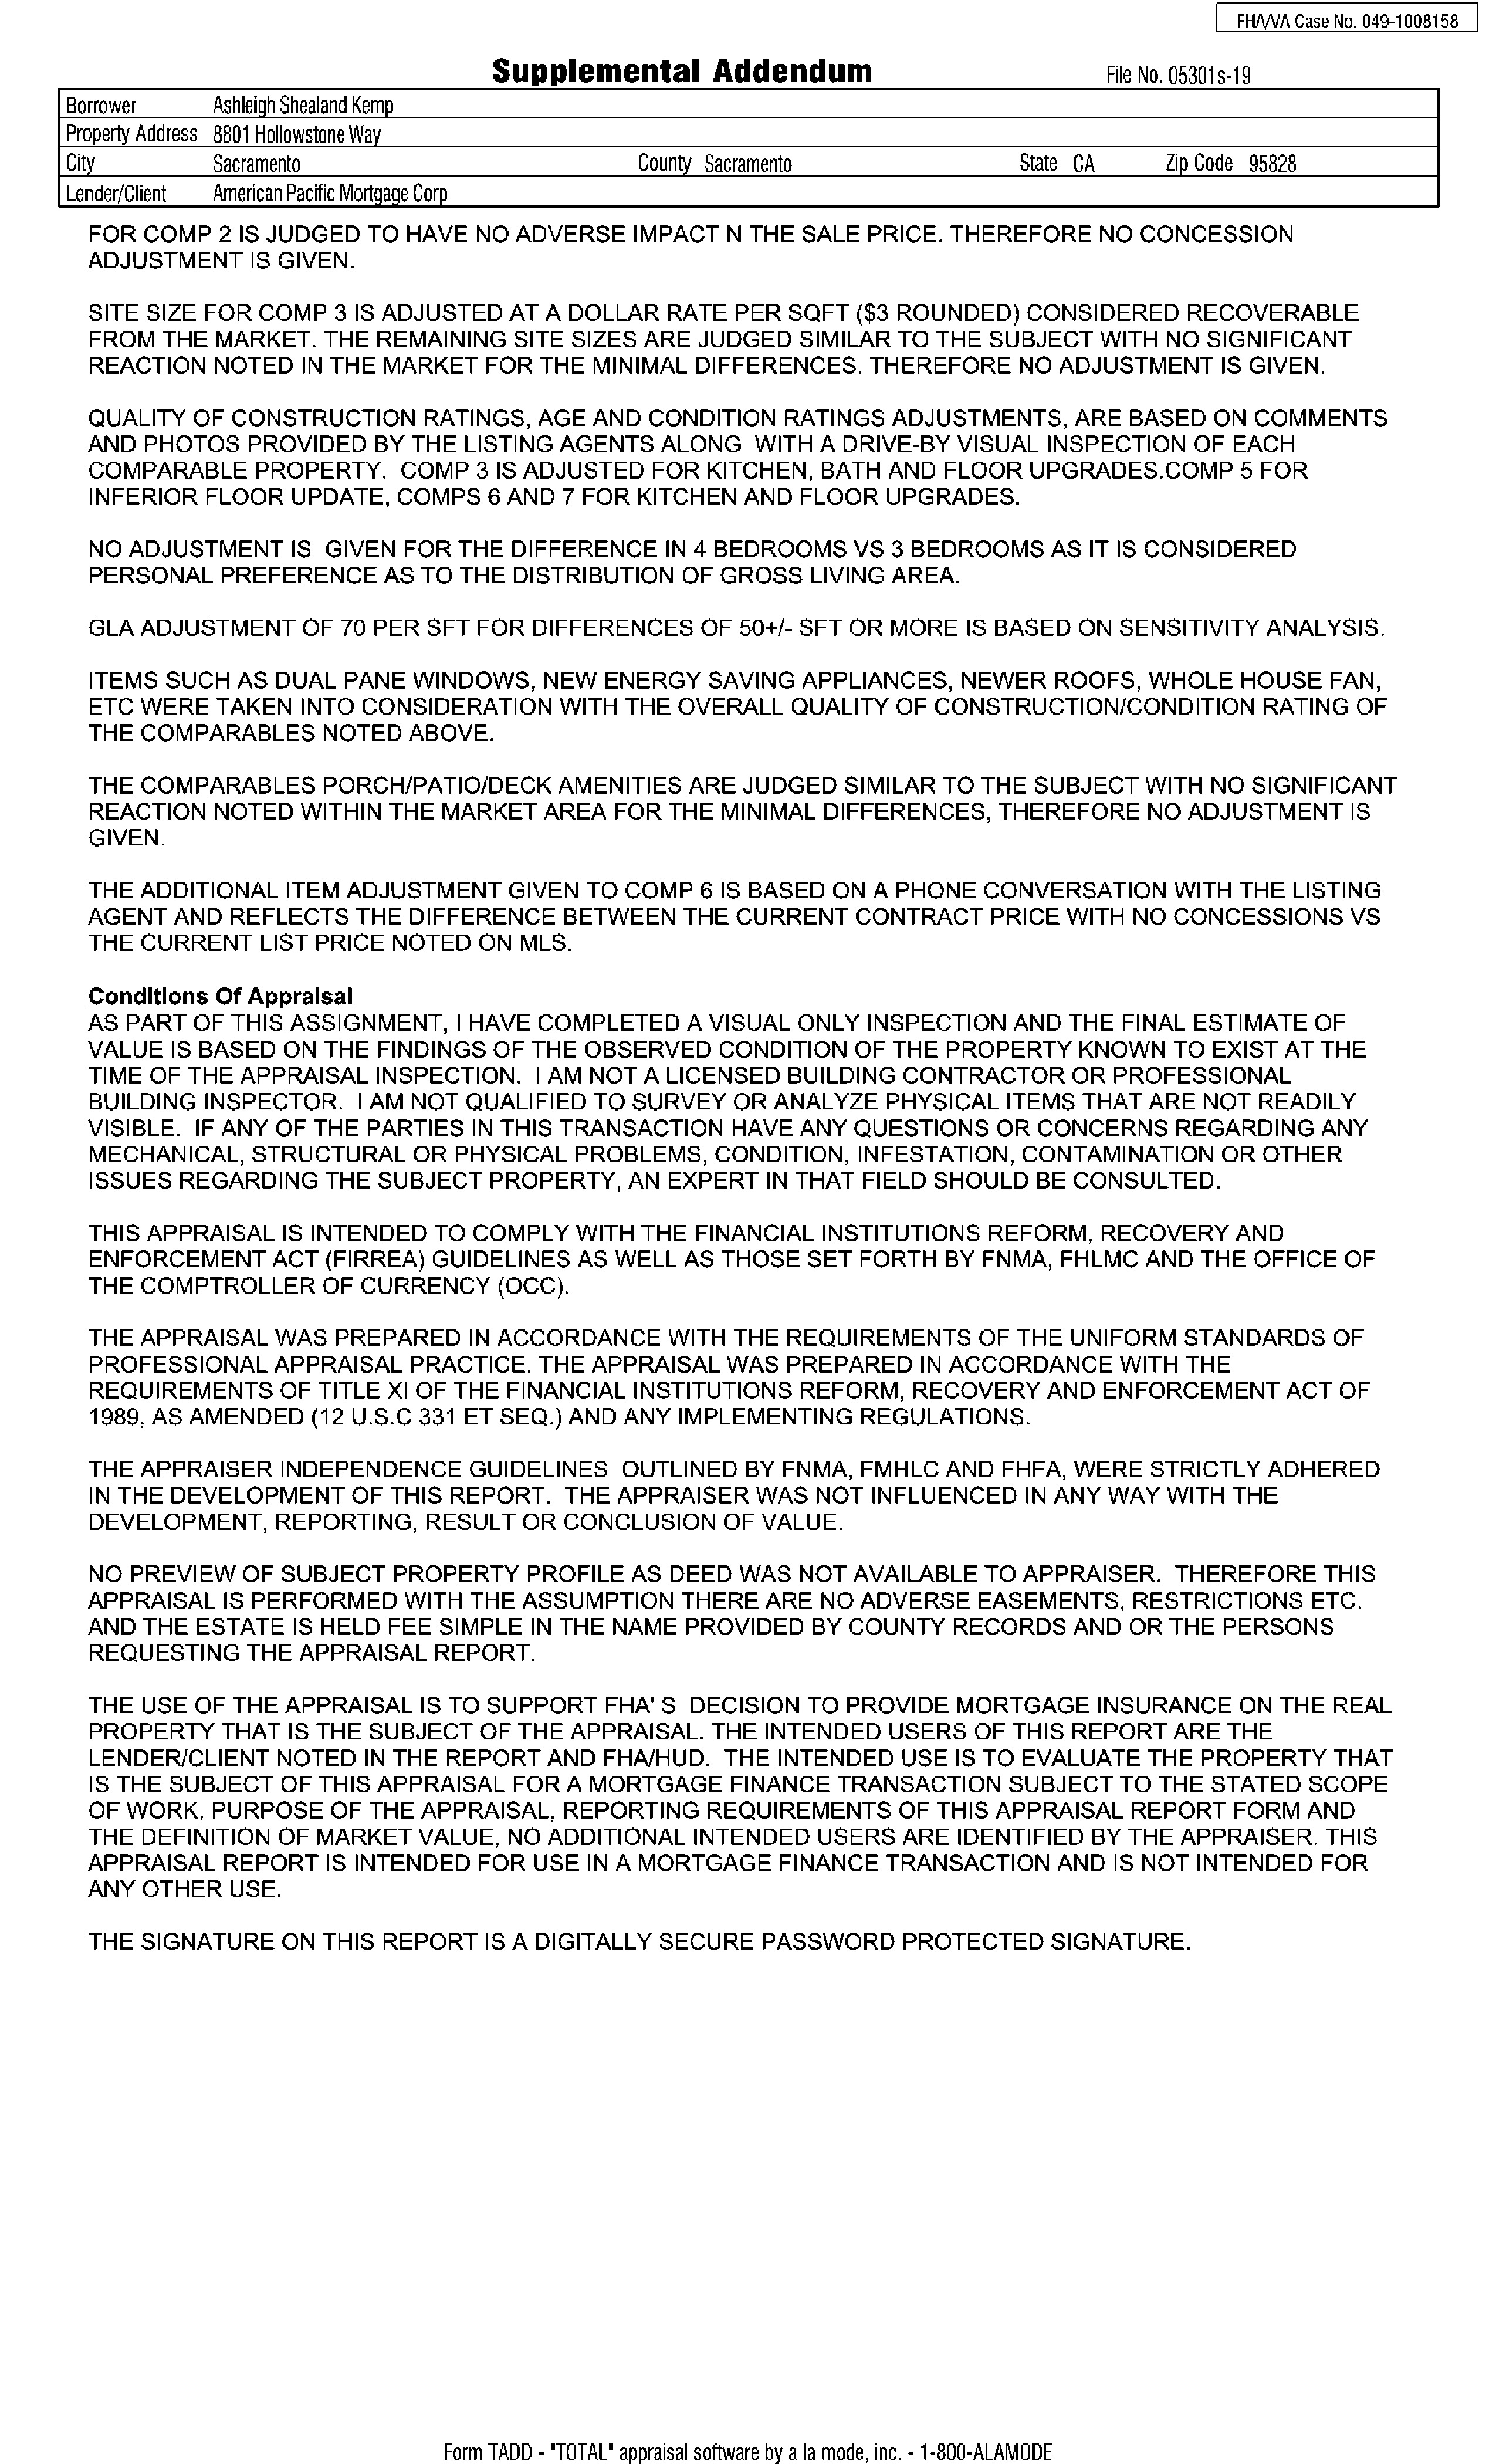 FHA/VA Case No. 049-1008158
Supplemental Addendum File No. 05301s-19
Borrower Ashleigh Shealand Kemp
Property Address 8801 Hollowstone Way
City Sacramento County Sacramento State CA Zip Code 95828
Lender/Client American Pacific Mortgage Corp
FOR COMP 2 IS JUDGED TO HAVE NO ADVERSE IMPACT N THE SALE PRICE. THEREFORE NO CONCESSION
ADJUSTMENT IS GIVEN.
SITE SIZE FOR COMP 3 IS ADJUSTED AT A DOLLAR RATE PER SQFT ($3 ROUNDED) CONSIDERED RECOVERABLE
FROM THE MARKET. THE REMAINING SITE SIZES ARE JUDGED SIMILAR TO THE SUBJECT WITH NO SIGNIFICANT
REACTION NOTED IN THE MARKET FOR THE MINIMAL DIFFERENCES. THEREFORE NO ADJUSTMENT IS GIVEN.
QUALITY OF CONSTRUCTION RATINGS, AGE AND CONDITION RATINGS ADJUSTMENTS, ARE BASED ON COMMENTS
AND PHOTOS PROVIDED BY THE LISTING AGENTS ALONG WITH A DRIVE-BY VISUAL INSPECTION OF EACH
COMPARABLE PROPERTY. COMP 3 IS ADJUSTED FOR KITCHEN, BATH AND FLOOR UPGRADES.COMP 5 FOR
INFERIOR FLOOR UPDATE, COMPS 6 AND 7 FOR KITCHEN AND FLOOR UPGRADES.
NO ADJUSTMENT IS GIVEN FOR THE DIFFERENCE IN 4 BEDROOMS VS 3 BEDROOMS AS IT IS CONSIDERED
PERSONAL PREFERENCE AS TO THE DISTRIBUTION OF GROSS LIVING AREA.
GLA ADJUSTMENT OF 70 PER SFT FOR DIFFERENCES OF 50+/- SFT OR MORE IS BASED ON SENSITIVITY ANALYSIS.
ITEMS SUCH AS DUAL PANE WINDOWS, NEW ENERGY SAVING APPLIANCES, NEWER ROOFS, WHOLE HOUSE FAN,
ETC WERE TAKEN INTO CONSIDERATION WITH THE OVERALL QUALITY OF CONSTRUCTION/CONDITION RATING OF
THE COMPARABLES NOTED ABOVE.
THE COMPARABLES PORCH/PATIO/DECK AMENITIES ARE JUDGED SIMILAR TO THE SUBJECT WITH NO SIGNIFICANT
REACTION NOTED WITHIN THE MARKET AREA FOR THE MINIMAL DIFFERENCES, THEREFORE NO ADJUSTMENT IS
GIVEN.
THE ADDITIONAL ITEM ADJUSTMENT GIVEN TO COMP 6 IS BASED ON A PHONE CONVERSATION WITH THE LISTING
AGENT AND REFLECTS THE DIFFERENCE BETWEEN THE CURRENT CONTRACT PRICE WITH NO CONCESSIONS VS
THE CURRENT LIST PRICE NOTED ON MLS.
Conditions Of Appraisal
AS PART OF THIS ASSIGNMENT, I HAVE COMPLETED A VISUAL ONLY INSPECTION AND THE FINAL ESTIMATE OF
VALUE IS BASED ON THE FINDINGS OF THE OBSERVED CONDITION OF THE PROPERTY KNOWN TO EXIST AT THE
TIME OF THE APPRAISAL INSPECTION. I AM NOT A LICENSED BUILDING CONTRACTOR OR PROFESSIONAL
BUILDING INSPECTOR. I AM NOT QUALIFIED TO SURVEY OR ANALYZE PHYSICAL ITEMS THAT ARE NOT READILY
VISIBLE. IF ANY OF THE PARTIES IN THIS TRANSACTION HAVE ANY QUESTIONS OR CONCERNS REGARDING ANY
MECHANICAL, STRUCTURAL OR PHYSICAL PROBLEMS, CONDITION, INFESTATION, CONTAMINATION OR OTHER
ISSUES REGARDING THE SUBJECT PROPERTY, AN EXPERT IN THAT FIELD SHOULD BE CONSULTED.
THIS APPRAISAL IS INTENDED TO COMPLY WITH THE FINANCIAL INSTITUTIONS REFORM, RECOVERY AND
ENFORCEMENT ACT (FIRREA) GUIDELINES AS WELL AS THOSE SET FORTH BY FNMA, FHLMC AND THE OFFICE OF
THE COMPTROLLER OF CURRENCY (OCC).
THE APPRAISAL WAS PREPARED IN ACCORDANCE WITH THE REQUIREMENTS OF THE UNIFORM STANDARDS OF
PROFESSIONAL APPRAISAL PRACTICE. THE APPRAISAL WAS PREPARED IN ACCORDANCE WITH THE
REQUIREMENTS OF TITLE XI OF THE FINANCIAL INSTITUTIONS REFORM, RECOVERY AND ENFORCEMENT ACT OF
1989, AS AMENDED (12 U.S.C 331 ET SEQ.) AND ANY IMPLEMENTING REGULATIONS.
THE APPRAISER INDEPENDENCE GUIDELINES OUTLINED BY FNMA, FMHLC AND FHFA, WERE STRICTLY ADHERED
IN THE DEVELOPMENT OF THIS REPORT. THE APPRAISER WAS NOT INFLUENCED IN ANY WAY WITH THE
DEVELOPMENT, REPORTING, RESULT OR CONCLUSION OF VALUE.
NO PREVIEW OF SUBJECT PROPERTY PROFILE AS DEED WAS NOT AVAILABLE TO APPRAISER. THEREFORE THIS
APPRAISAL IS PERFORMED WITH THE ASSUMPTION THERE ARE NO ADVERSE EASEMENTS, RESTRICTIONS ETC.
AND THE ESTATE IS HELD FEE SIMPLE IN THE NAME PROVIDED BY COUNTY RECORDS AND OR THE PERSONS
REQUESTING THE APPRAISAL REPORT.
THE USE OF THE APPRAISAL IS TO SUPPORT FHA' S DECISION TO PROVIDE MORTGAGE INSURANCE ON THE REAL
PROPERTY THAT IS THE SUBJECT OF THE APPRAISAL. THE INTENDED USERS OF THIS REPORT ARE THE
LENDER/CLIENT NOTED IN THE REPORT AND FHA/HUD. THE INTENDED USE IS TO EVALUATE THE PROPERTY THAT
IS THE SUBJECT OF THIS APPRAISAL FOR A MORTGAGE FINANCE TRANSACTION SUBJECT TO THE STATED SCOPE
OF WORK, PURPOSE OF THE APPRAISAL, REPORTING REQUIREMENTS OF THIS APPRAISAL REPORT FORM AND
THE DEFINITION OF MARKET VALUE, NO ADDITIONAL INTENDED USERS ARE IDENTIFIED BY THE APPRAISER. THIS
APPRAISAL REPORT IS INTENDED FOR USE IN A MORTGAGE FINANCE TRANSACTION AND IS NOT INTENDED FOR
ANY OTHER USE.
THE SIGNATURE ON THIS REPORT IS A DIGITALLY SECURE PASSWORD PROTECTED SIGNATURE.
Form TADD - "TOTAL" appraisal software by a la mode, inc. - 1-800-ALAMODE